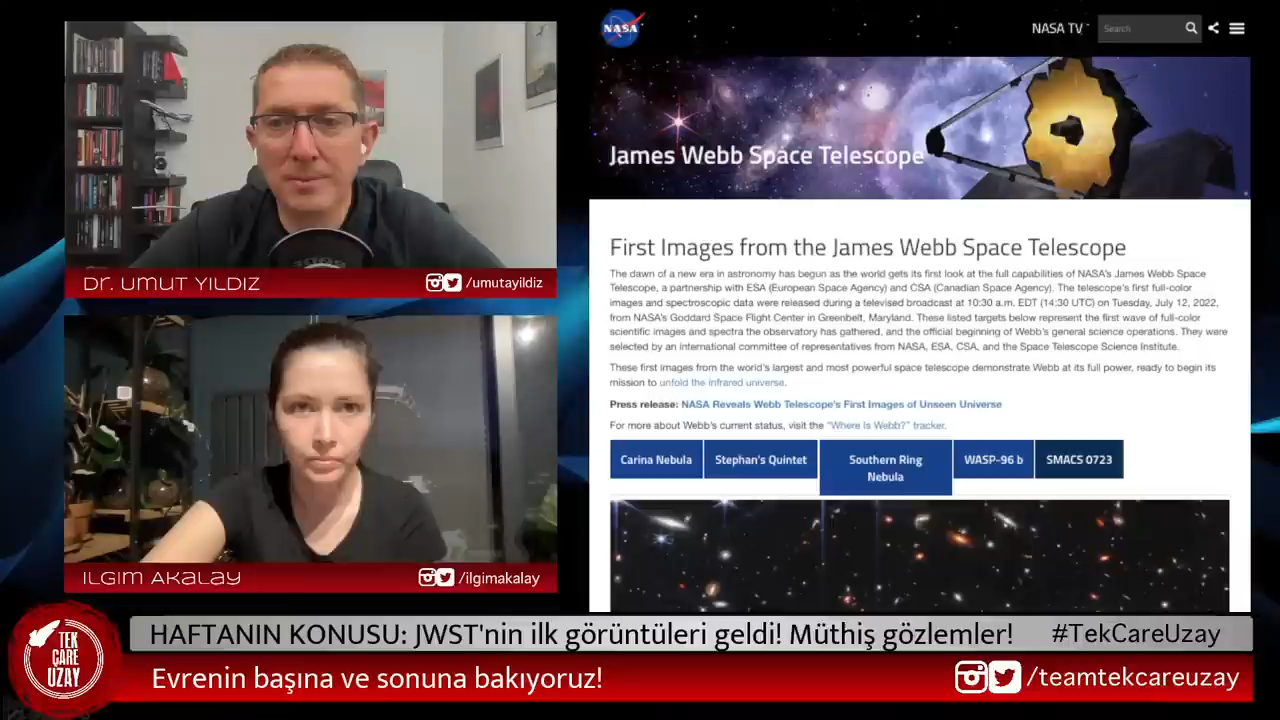 DR. UMUT YILDIZ
/umutayildiz
ILGIM AKALAY
/ilgimakalay
NASA
NASA TV
Search
James Webb Space Telescope
First Images from the James Webb Space Telescope
The dawn of a new era in astronomy has begun as the world gets its first look at the full capabilities of NASA's James Webb Space
Telescope, a partnership with ESA (European Space Agency) and CSA (Canadian Space Agency). The telescope's first full-color
images and spectroscopic data were released during a televised broadcast at 10:30 a.m. EDT (14:30 UTC) on Tuesday, July 12, 2022,
from NASA's Goddard Space Flight Center in Greenbelt, Maryland. These listed targets below represent the first wave of full-color
scientific images and spectra the observatory has gathered, and the official beginning of Webb's general science operations. They were
selected by an international committee of representatives from NASA, ESA, CSA, and the Space Telescope Science Institute.
These first images from the world's largest and most powerful space telescope demonstrate Webb at its full power, ready to begin its
mission to unfold the infrared universe.
Press release: NASA Reveals Webb Telescope's First Images of Unseen Universe
For more about Webb's current status, visit the "Where Is Webb?" tracker.
Carina Nebula
Stephan's Quintet
Southern Ring
Nebula
WASP-96 b
SMACS 0723
TEK
ÇARE
UZAY
HAFTANIN KONUSU: JWST'nin ilk görüntüleri geldi! Müthiş gözlemler!
#TekCareUzay
Evrenin başına ve sonuna bakıyoruz!
/teamtekcareuzay